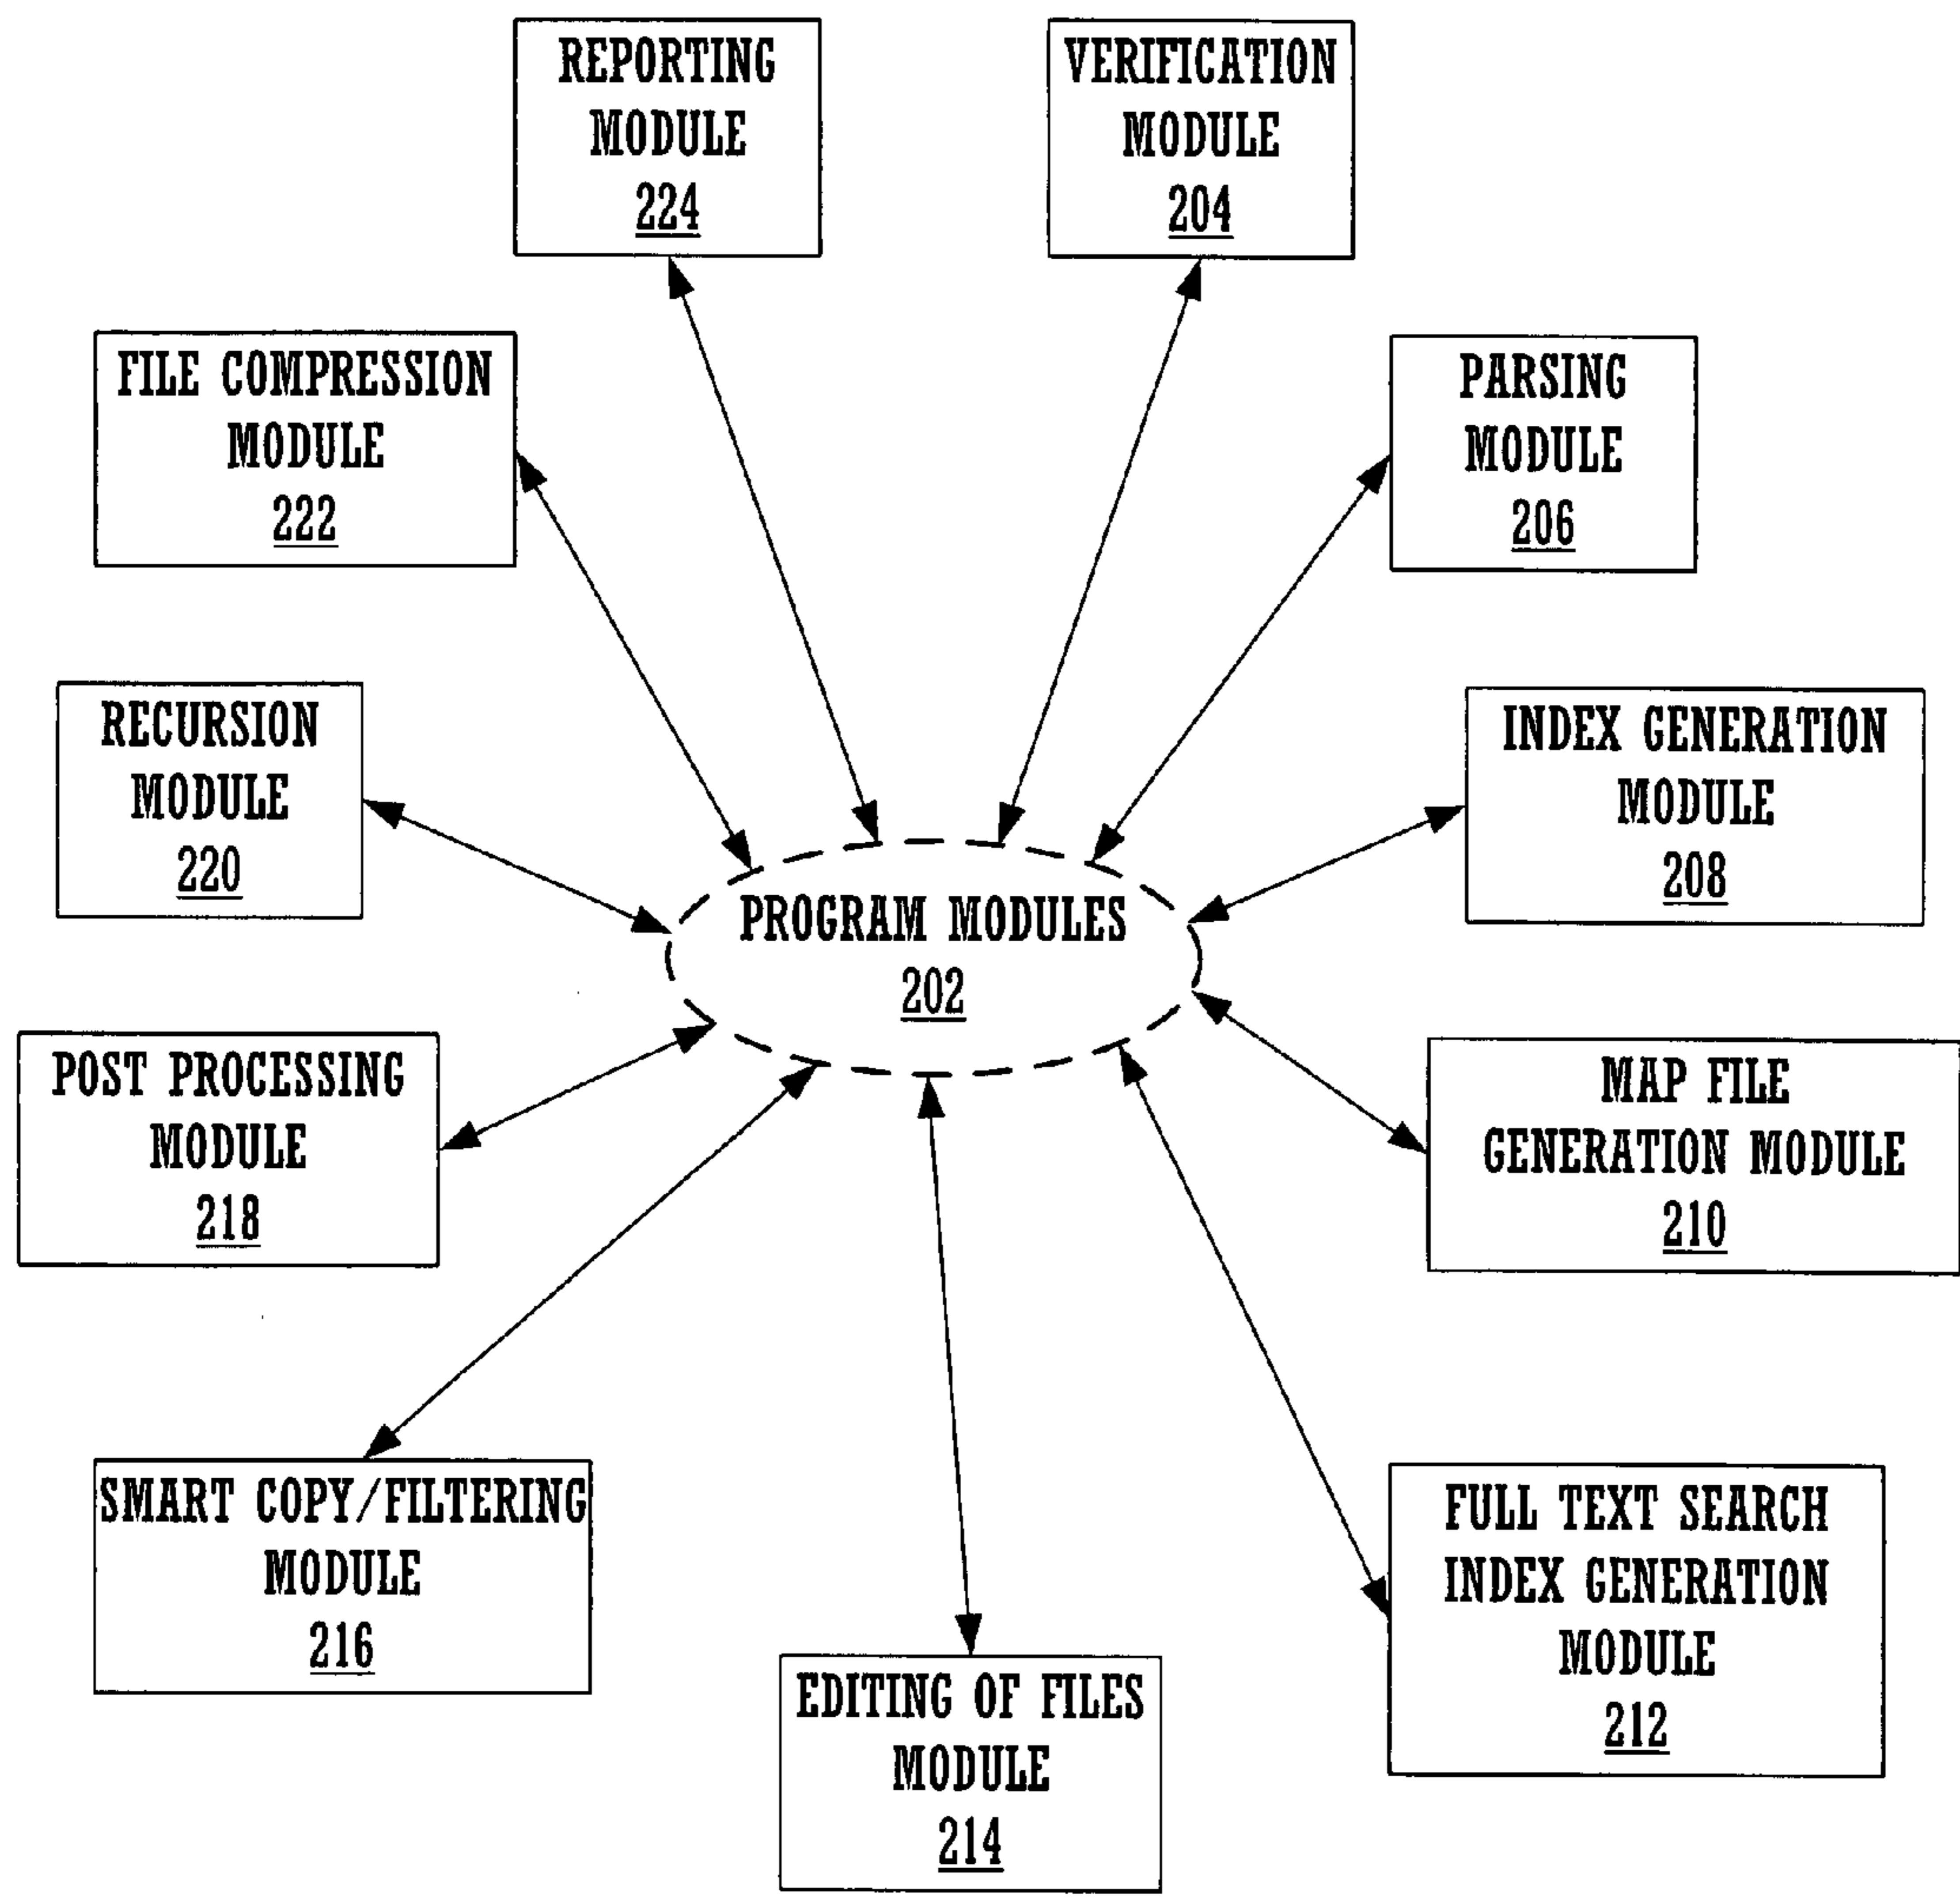 REPORTING
MODULE
224
VERIFICATION
MODULE
204
FILE COMPRESSION
MODULE
222
PARSING
MODULE
206
RECURSION
MODULE
220
INDEX GENERATION
MODULE
208
PROGRAM MODULES
202
POST PROCESSING
MODULE
218
MAP FILE
GENERATION MODULE
210
SMART COPY/FILTERING
MODULE
216
FULL TEXT SEARCH
INDEX GENERATION
MODULE
212
EDITING OF FILES
MODULE
214